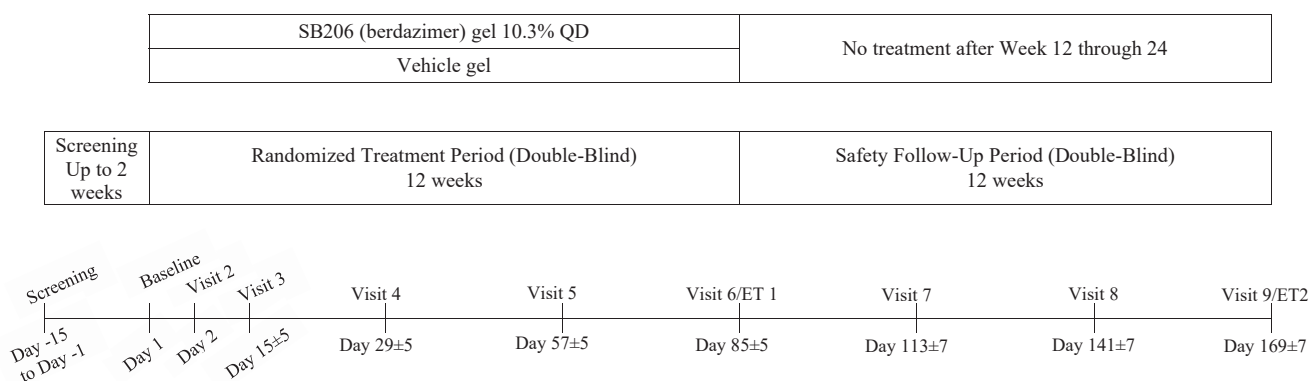 SB206 (berdazimer) gel 10.3% QD
Vehicle gel
No treatment after Week 12 through 24
Screening
Up to 2
weeks
Randomized Treatment Period (Double-Blind)
12 weeks
Safety Follow-Up Period (Double-Blind)
12 weeks
Screening
Baseline
Visit 2
Visit 3
Visit 4
Visit 5
Visit 6/ET 1
Visit 7
Visit 8
Visit 9/ET2
Day -15
to Day -1
Day 1
Day 2
Day 15±5
Day 29±5
Day 57±5
Day 85±5
Day 113±7
Day 141±7
Day 169±7